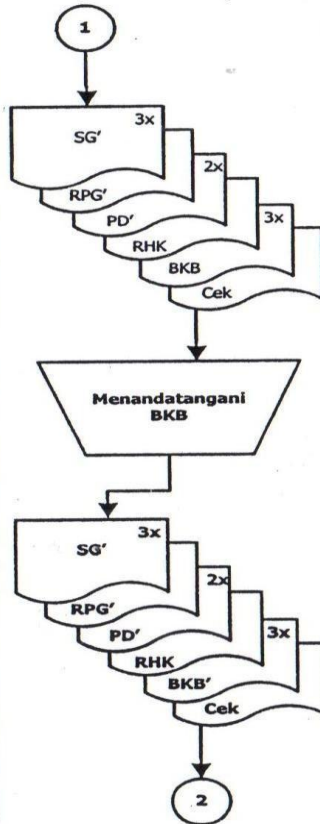 1
3x
SG'
RPG'
2x
PD'
RHK
3x
BKB
Cek
Menandatangani
BKB
3x
SG'
RPG'
2x
PD'
RHK
3x
BKB'
Cek
2